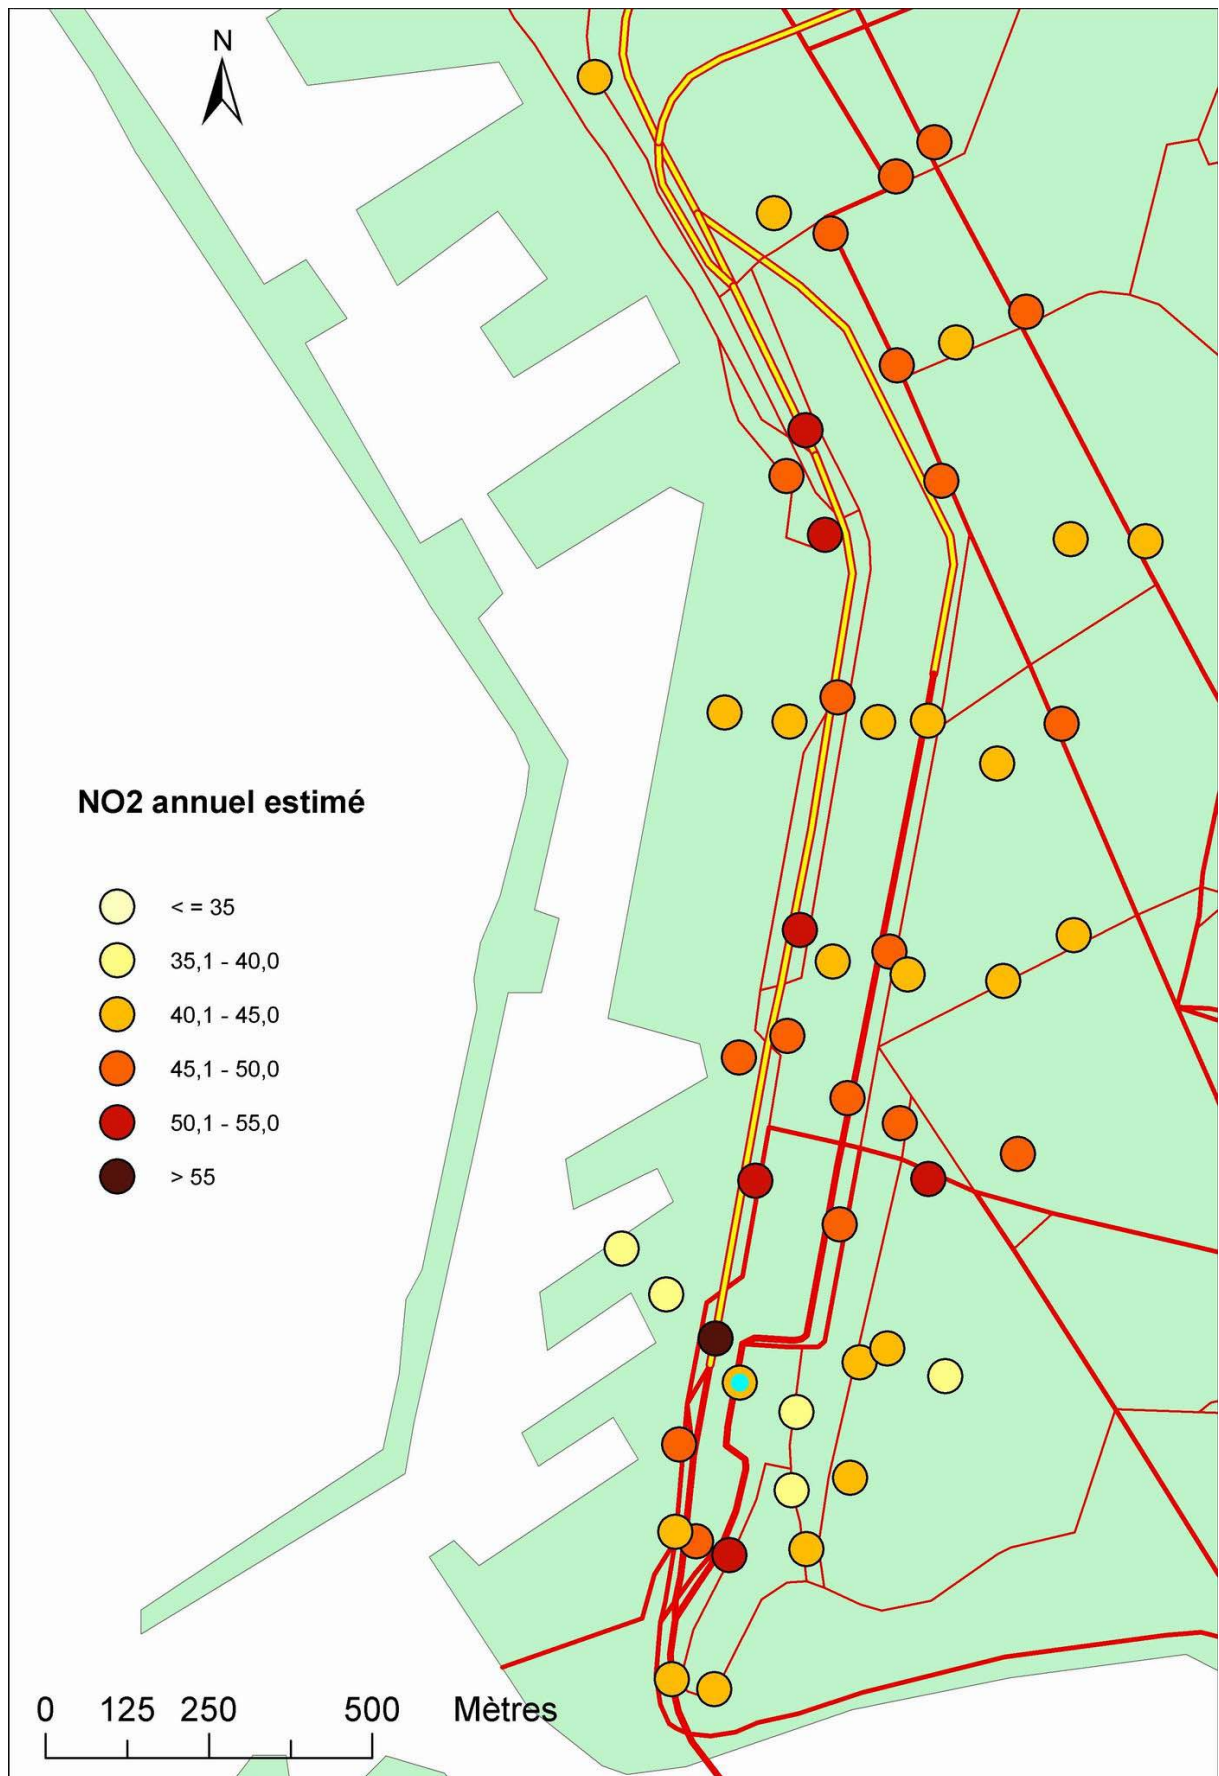 N
NO2 annuel estimé
< = 35
35,1 - 40,0
40,1 - 45,0
45,1 - 50,0
50,1 - 55,0
> 55
0 125 250 500 Mètres